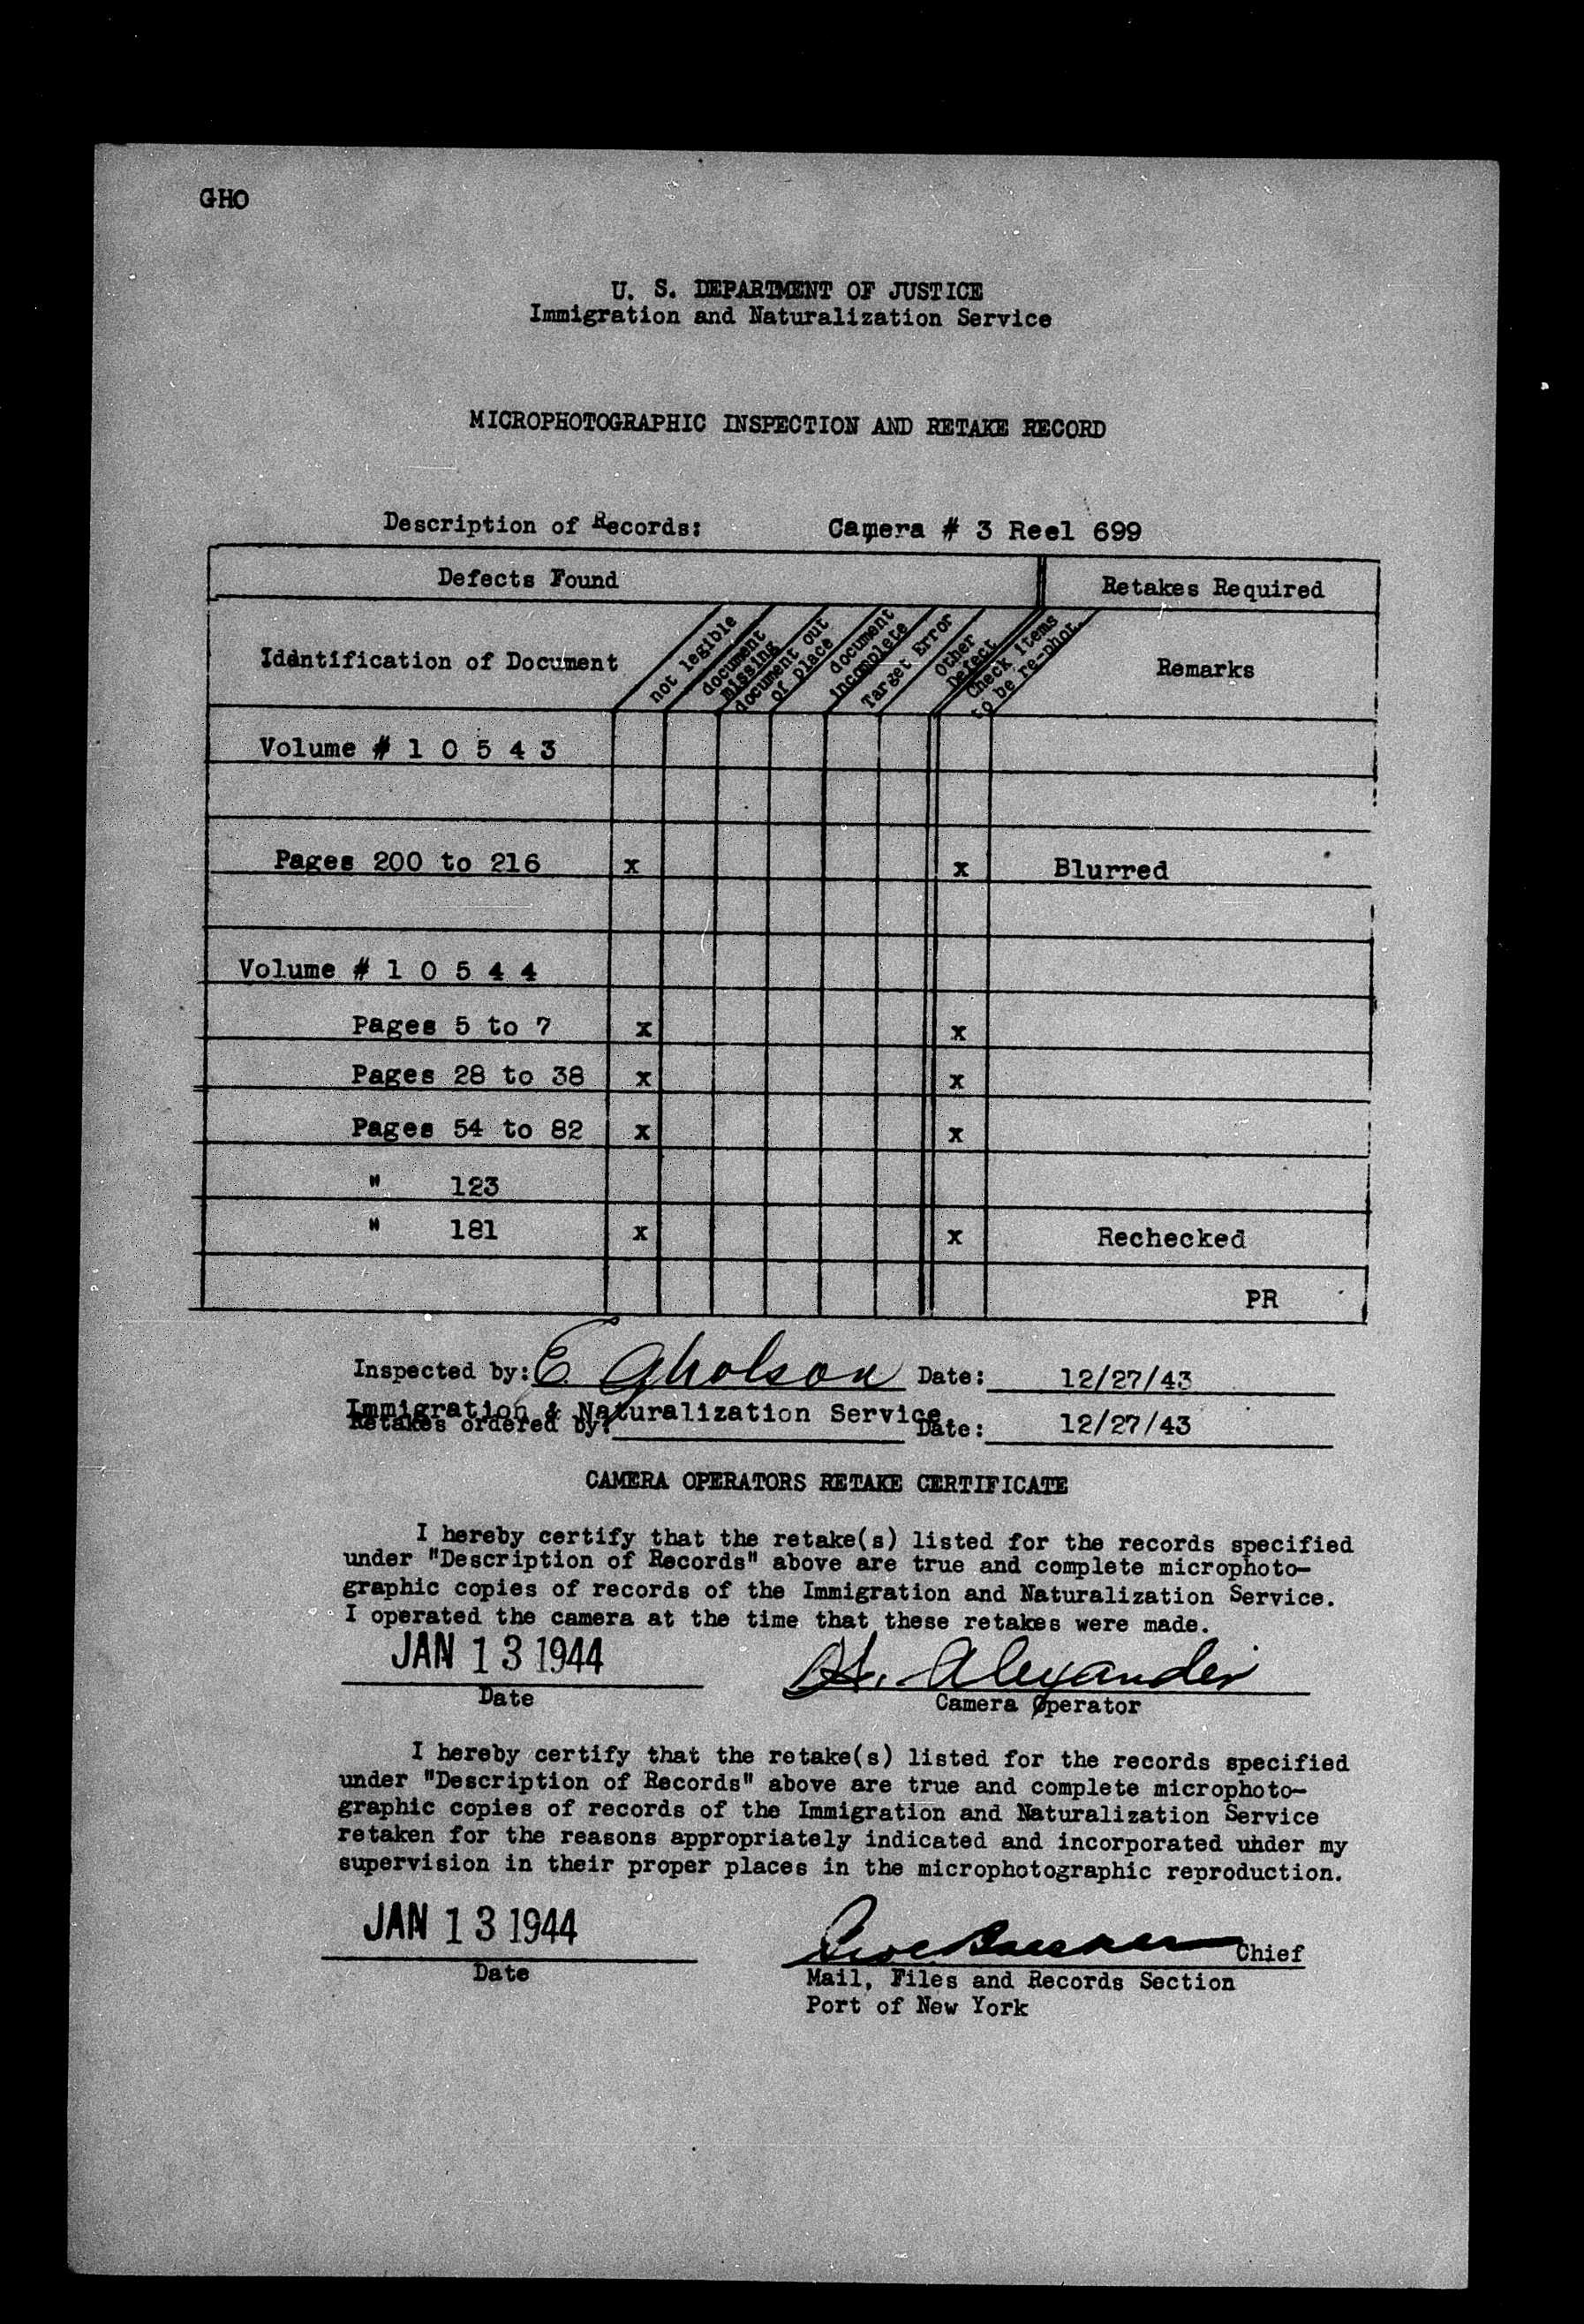 GHO
U. S. DEPARTMENT OF JUSTICE
Immigration and Naturalization Service
MICROPHOTOGRAPHIC INSPECTION AND RETAKE RECORD
Description of Records: Camera # 3 Reel 699
Defects Found Retakes Required
Identification of Document
not legible
document
missing
document out
of place
document
incomplete
Target Error
Other
Defect
Check items
to be re-phot.
Remarks
Volume # 1 0 5 4 3
Pages 200 to 216 x x Blurred
Volume # 1 0 5 4 4
Pages 5 to 7 x x
Pages 28 to 38 x x
Pages 54 to 82 x x
" 123
" 181 x x Rechecked
PR
Inspected by: E. Gholson Date: 12/27/43
Immigration & Naturalization Service
Retakes ordered by: Date: 12/27/43
CAMERA OPERATORS RETAKE CERTIFICATE
I hereby certify that the retake(s) listed for the records specified
under "Description of Records" above are true and complete microphoto-
graphic copies of records of the Immigration and Naturalization Service.
I operated the camera at the time that these retakes were made.
JAN 13 1944 H. Alexander
Date Camera Operator
I hereby certify that the retake(s) listed for the records specified
under "Description of Records" above are true and complete microphoto-
graphic copies of records of the Immigration and Naturalization Service
retaken for the reasons appropriately indicated and incorporated under my
supervision in their proper places in the microphotographic reproduction.
JAN 13 1944 Chief
Date Mail, Files and Records Section
Port of New York